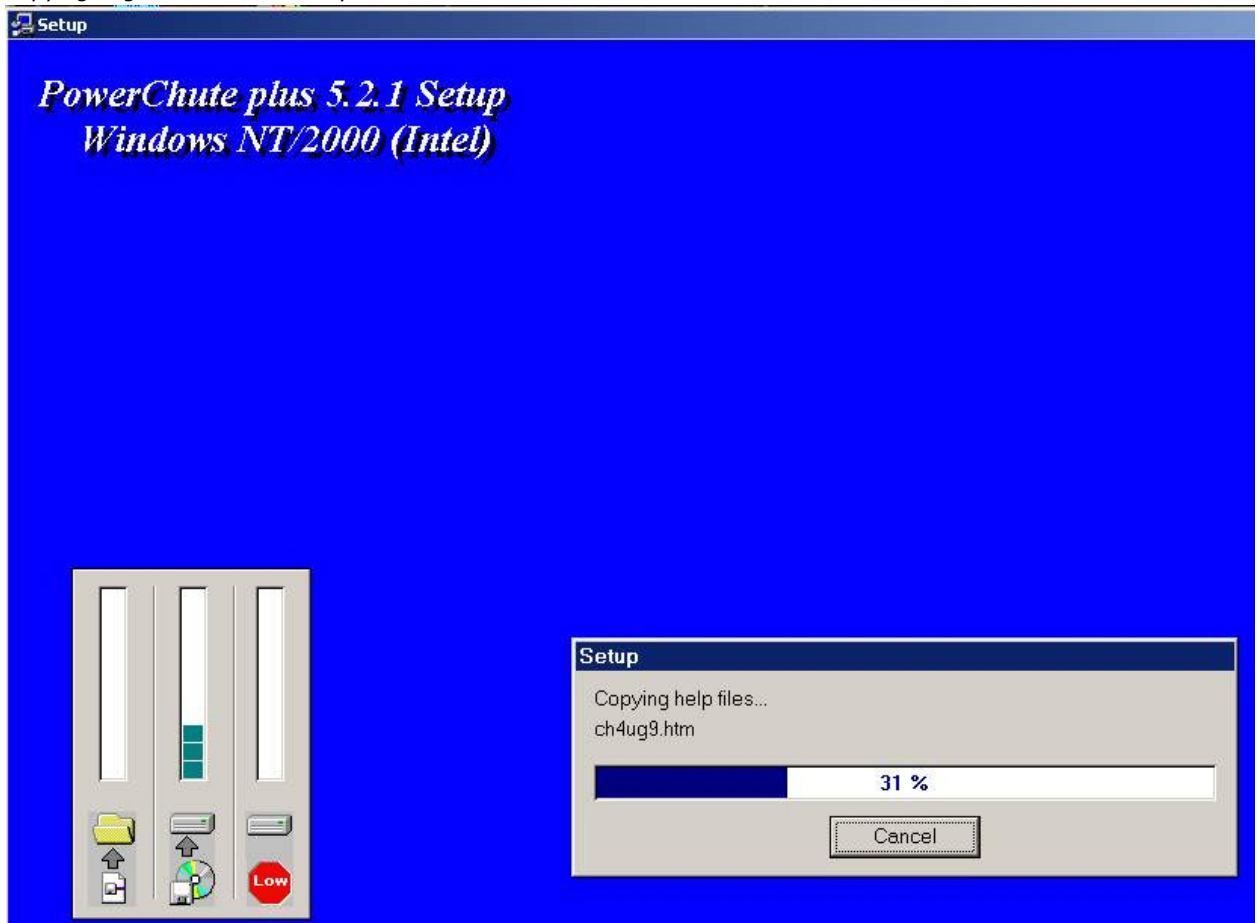 Setup
PowerChute plus 5.2.1 Setup
Windows NT/2000 (Intel)
Setup
Copying help files...
ch4ug9.htm
31 %
Cancel
Low